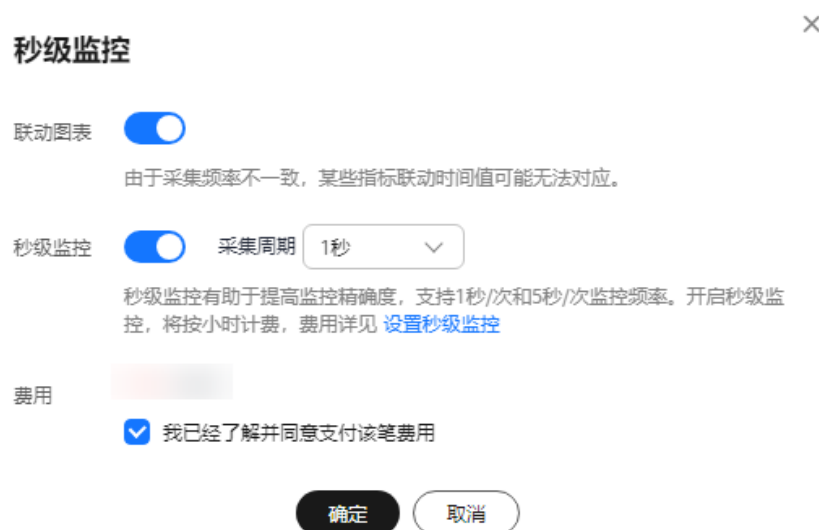 秒级监控
联动图表
由于采集频率不一致，某些指标联动时间值可能无法对应。
秒级监控 采集周期 1秒
秒级监控有助于提高监控精确度，支持1秒/次和5秒/次监控频率。开启秒级监
控，将按小时计费，费用详见 设置秒级监控
费用
我已经了解并同意支付该笔费用
确定 取消